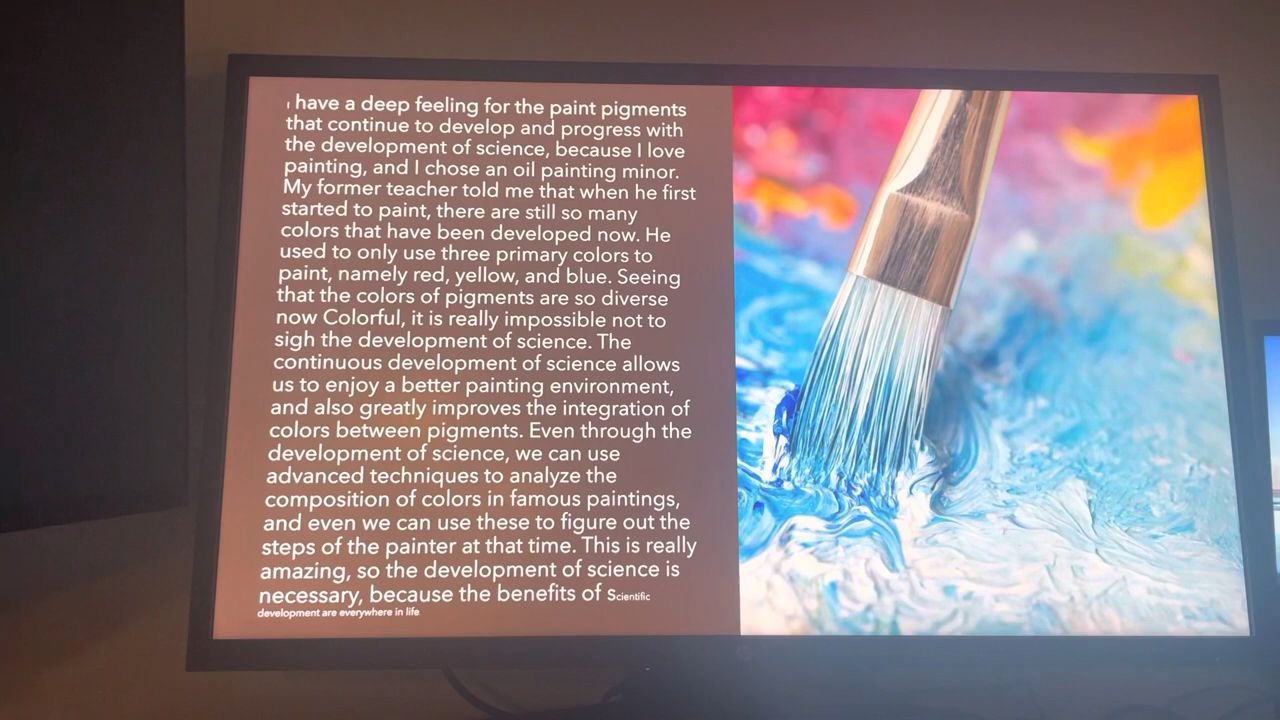 I have a deep feeling for the paint pigments
that continue to develop and progress with
the development of science, because I love
painting, and I chose an oil painting minor.
My former teacher told me that when he first
started to paint, there are still so many
colors that have been developed now. He
used to only use three primary colors to
paint, namely red, yellow, and blue. Seeing
that the colors of pigments are so diverse
now Colorful, it is really impossible not to
sigh the development of science. The
continuous development of science allows
us to enjoy a better painting environment,
and also greatly improves the integration of
colors between pigments. Even through the
development of science, we can use
advanced techniques to analyze the
composition of colors in famous paintings,
and even we can use these to figure out the
steps of the painter at that time. This is really
amazing, so the development of science is
necessary, because the benefits of Scientific
development are everywhere in life